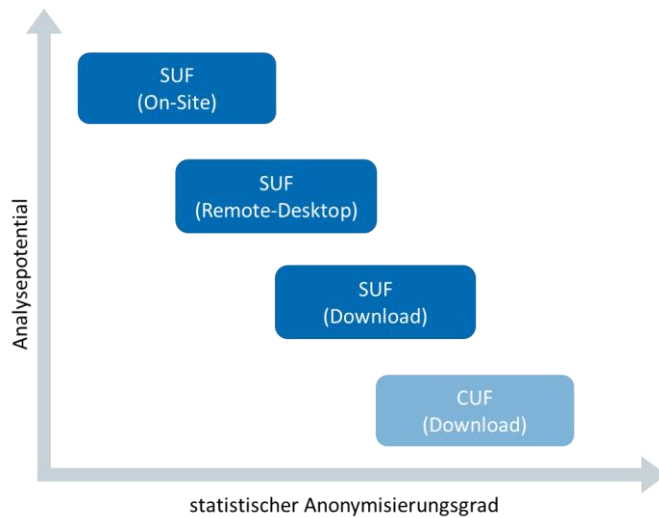 SUF
(On-Site)
SUF
(Remote-Desktop)
SUF
(Download)
CUF
(Download)
Analysepotential
statistischer Anonymisierungsgrad